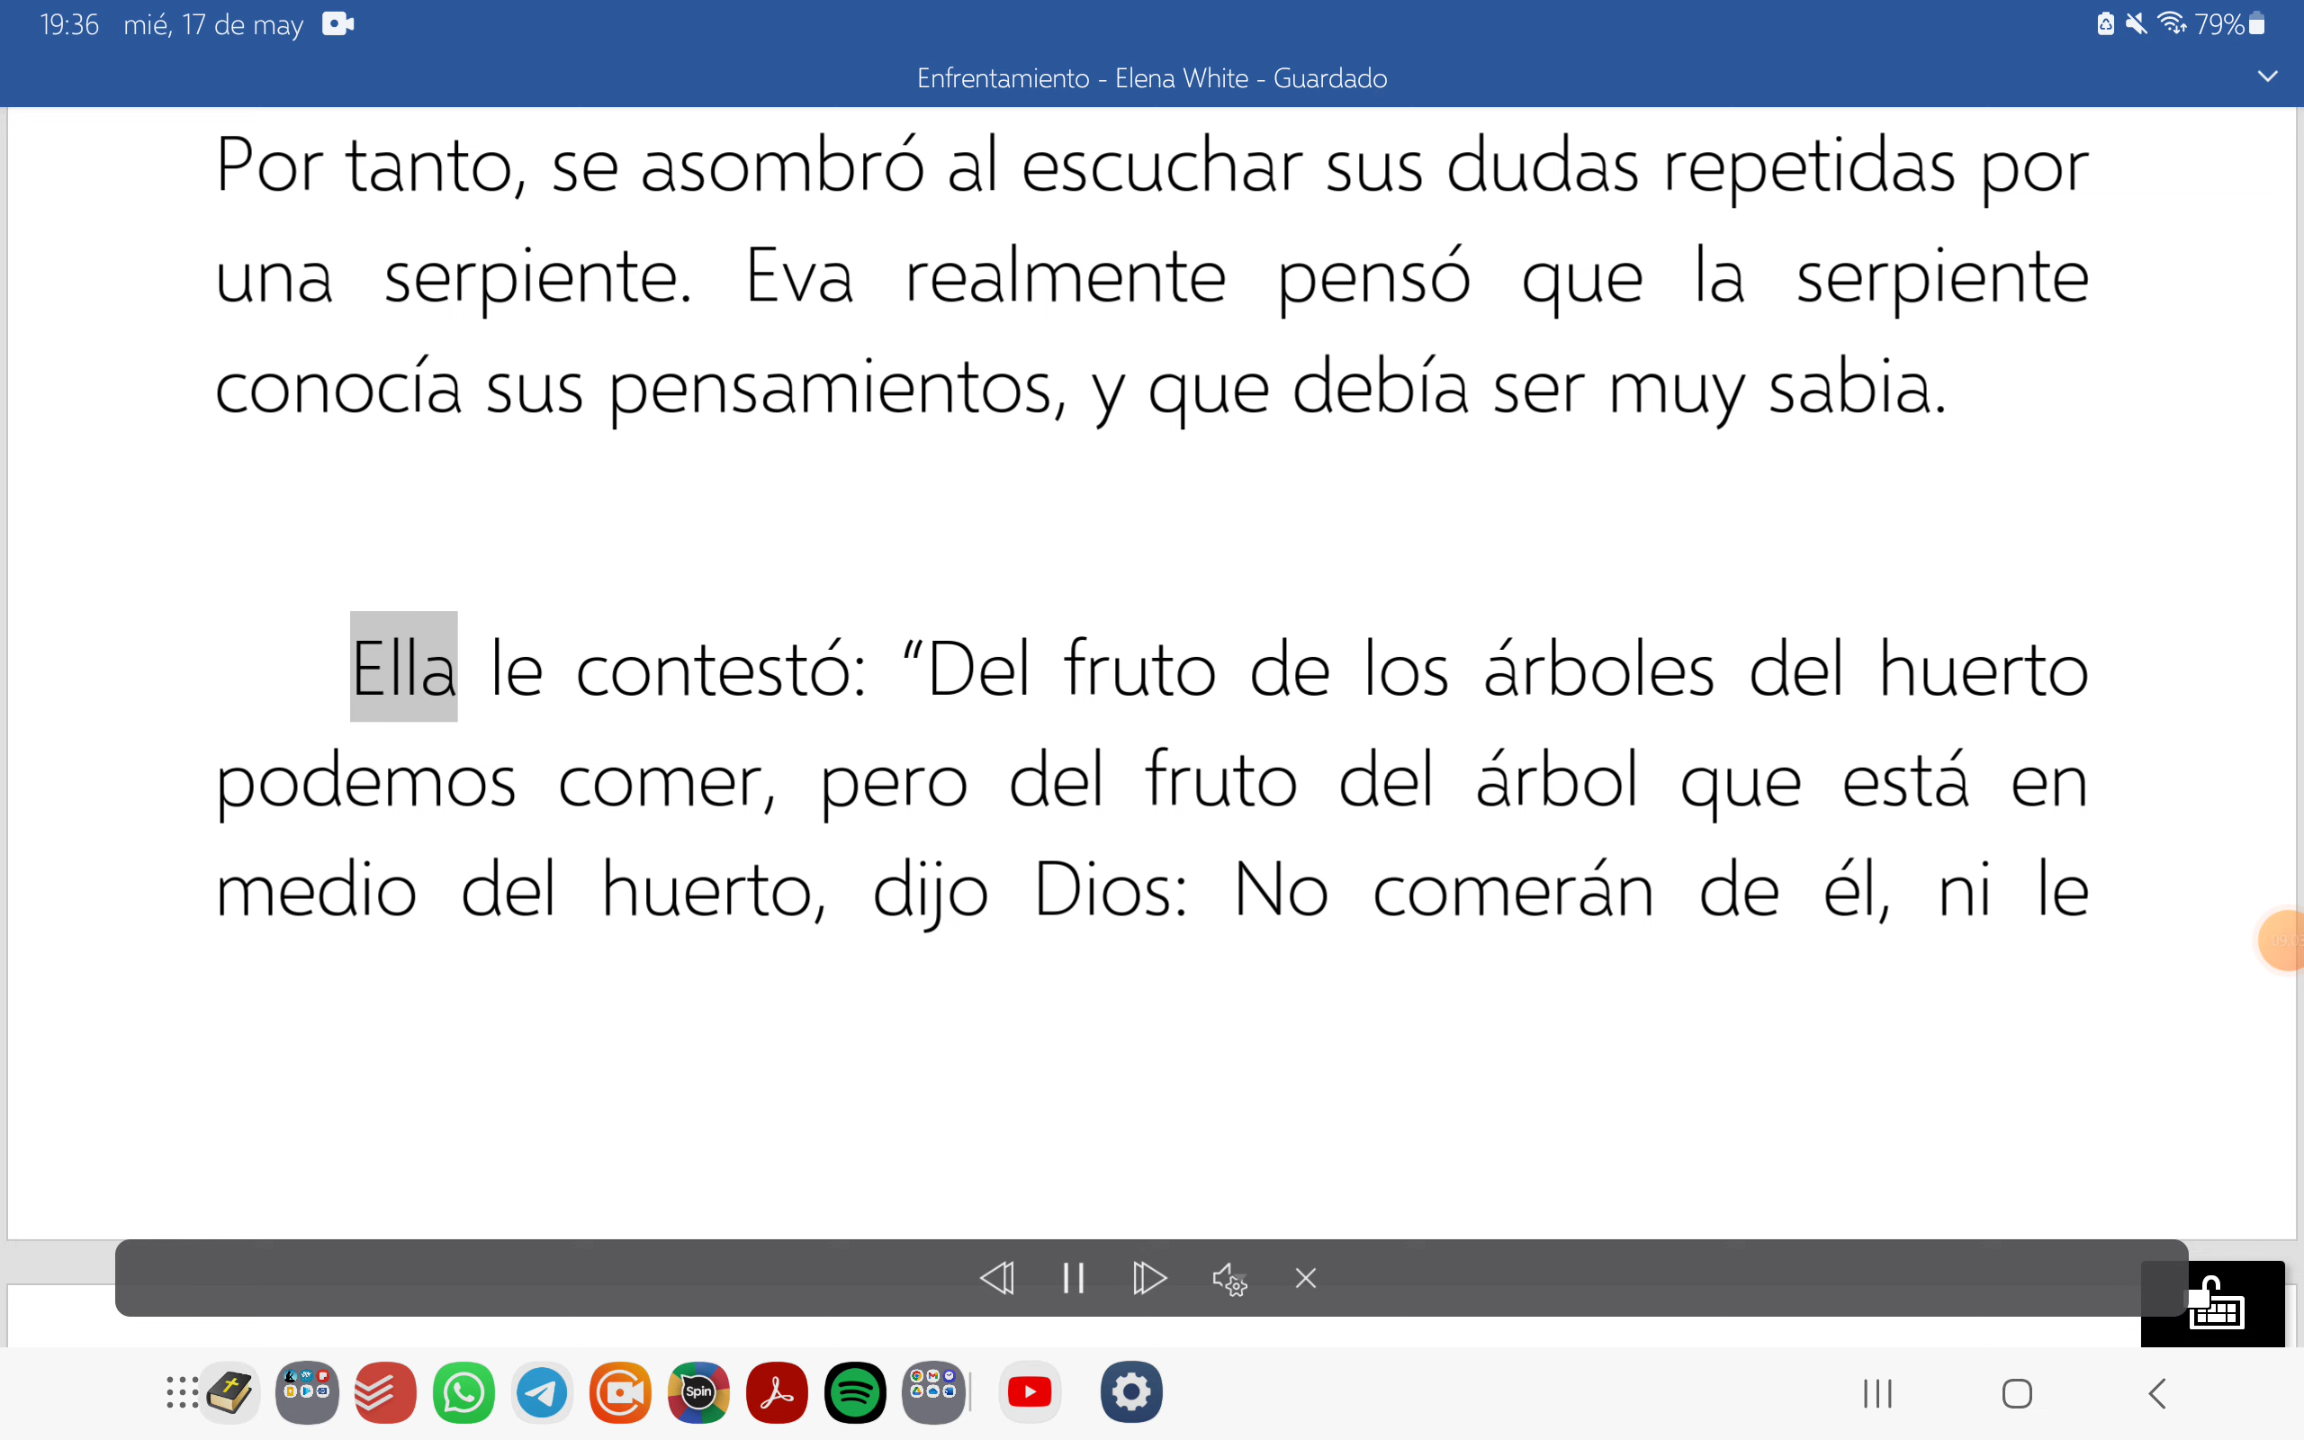 19:36 mié, 17 de may 79%
Enfrentamiento - Elena White - Guardado
Por tanto, se asombró al escuchar sus dudas repetidas por
una serpiente. Eva realmente pensó que la serpiente
conocía sus pensamientos, y que debía ser muy sabia.
Ella le contestó: “Del fruto de los árboles del huerto
podemos comer, pero del fruto del árbol que está en
medio del huerto, dijo Dios: No comerán de él, ni le
Spin